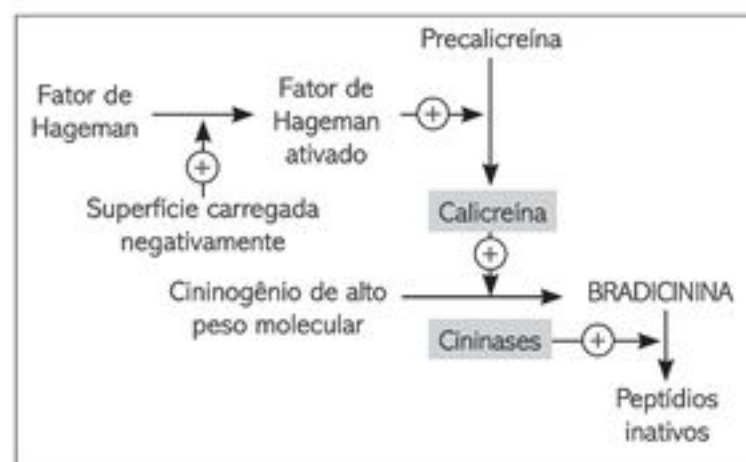 Precalicreína
Fator de
Hageman
Fator de
Hageman
ativado
+
+
Superfície carregada
negativamente
Calicreína
+
Cininogênio de alto
peso molecular
BRADICININA
Cininases
+
Peptídios
inativos